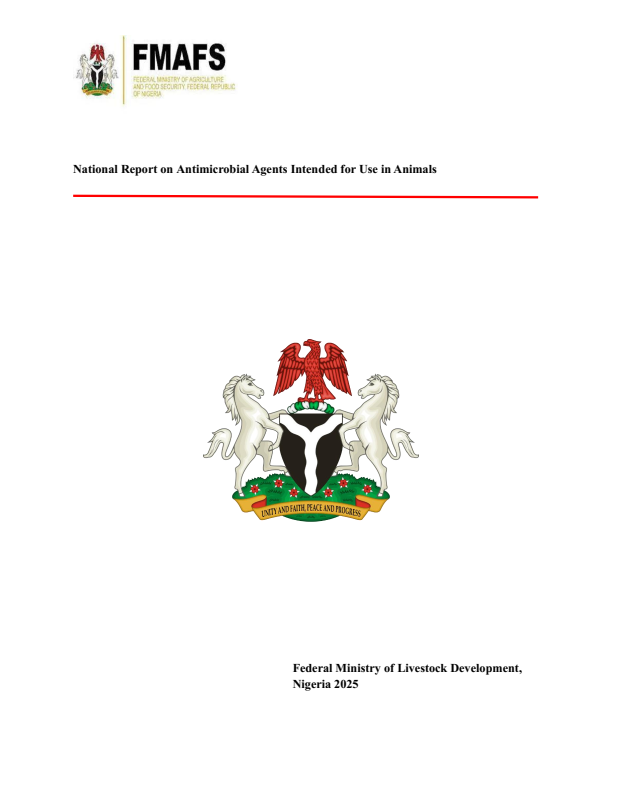 FMAFS
FEDERAL MINISTRY OF AGRICULTURE
AND FOOD SECURITY, FEDERAL REPUBLIC
OF NIGERIA
National Report on Antimicrobial Agents Intended for Use in Animals
UNITY AND FAITH, PEACE AND PROGRESS
Federal Ministry of Livestock Development,
Nigeria 2025